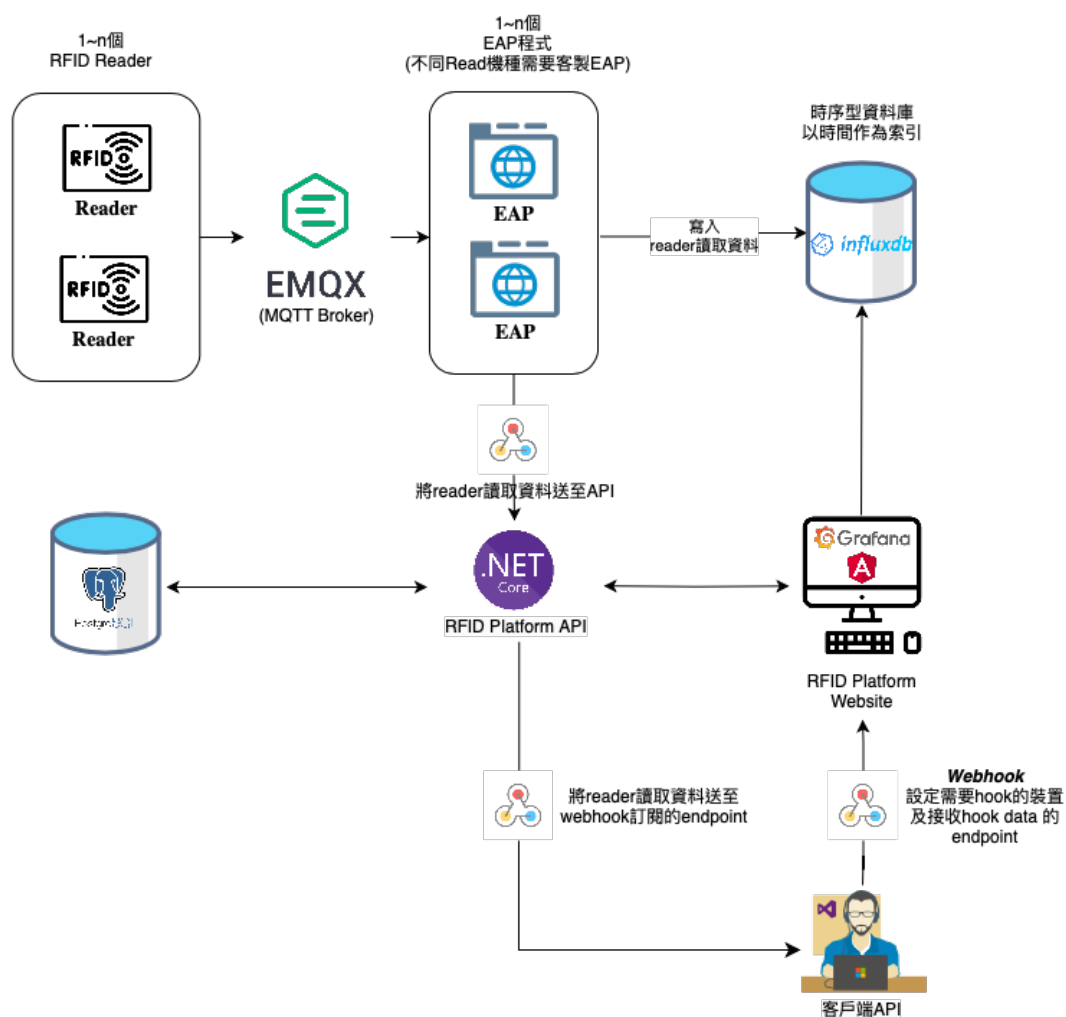 1~n個
RFID Reader
RFID
Reader
RFID
Reader
EMQX
(MQTT Broker)
1~n個
EAP程式
(不同Read機種需要客製EAP)
EAP
EAP
寫入
reader讀取資料
時序型資料庫
以時間作為索引
influxdb
將reader讀取資料送至API
PostgreSQL
.NET
Core
RFID Platform API
Grafana
A
RFID Platform
Website
將reader讀取資料送至
webhook訂閱的endpoint
Webhook
設定需要hook的裝置
及接收hook data 的
endpoint
客戶端API